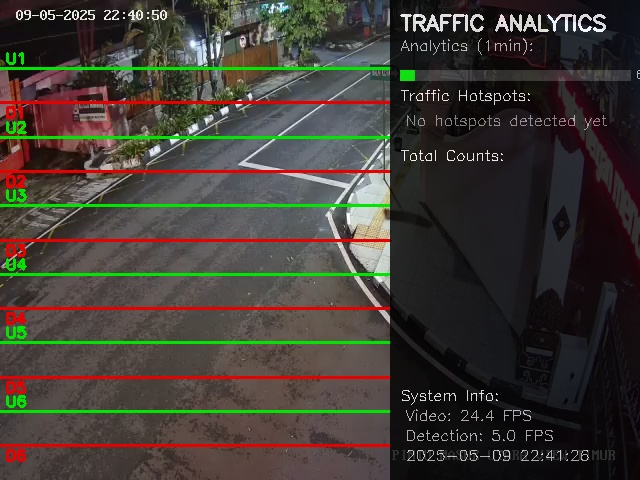 09-05-2025 22:40:50
TRAFFIC ANALYTICS
Analytics (1min):
U1
6
Traffic Hotspots:
D1
No hotspots detected yet
U2
Total Counts:
D2
U3
D3
U4
D4
U5
D5
System Info:
U6
Video: 24.4 FPS
Detection: 5.0 FPS
D6
2025-05-09 22:41:26